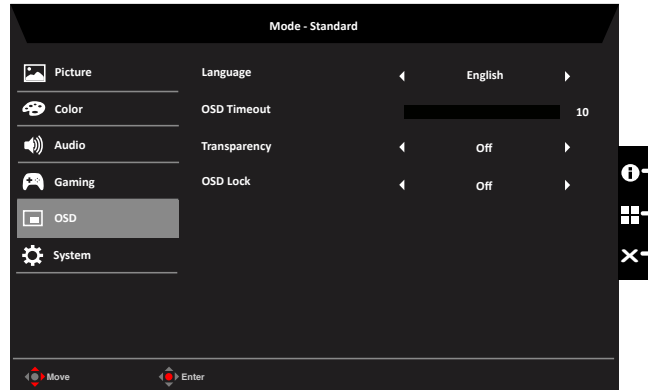 Mode - Standard
Picture
Language English
Color
OSD Timeout 10
Audio
Transparency Off
Gaming
OSD Lock Off
OSD
System
Move Enter